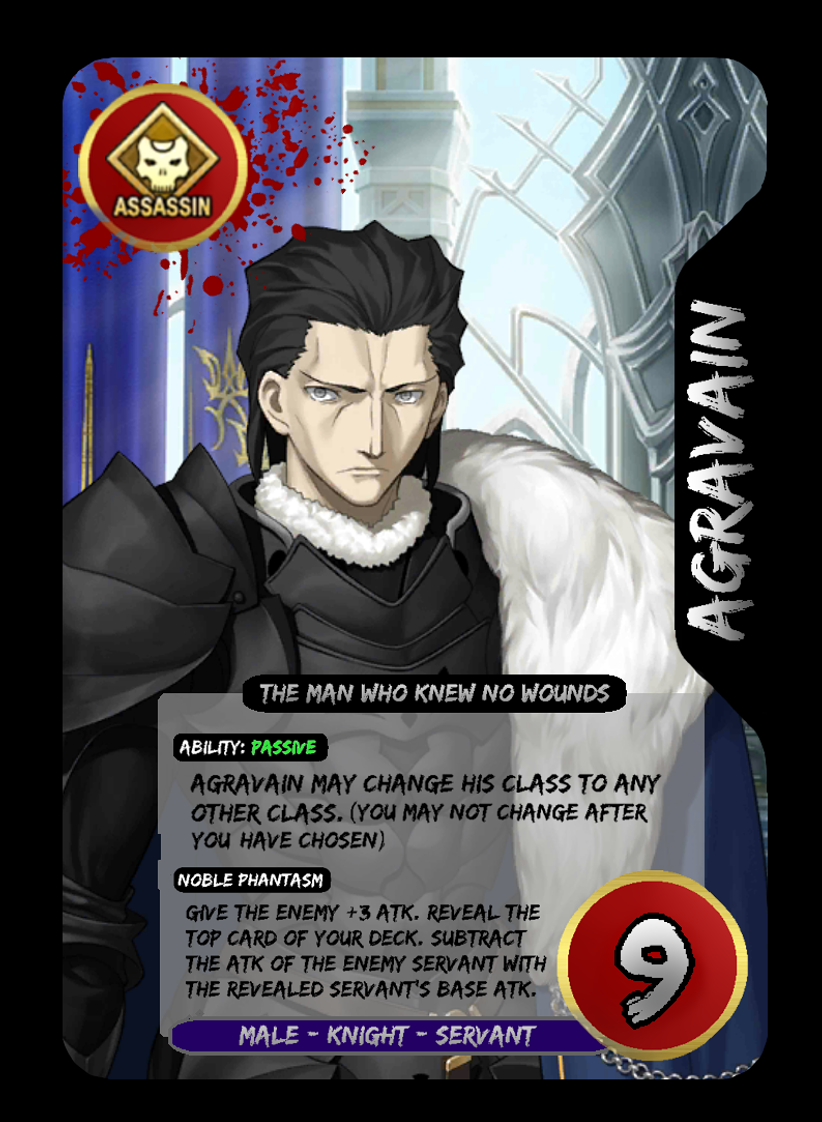 ASSASSIN
AGRAVAIN
THE MAN WHO KNEW NO WOUNDS
ABILITY: PASSIVE
AGRAVAIN MAY CHANGE HIS CLASS TO ANY
OTHER CLASS. (YOU MAY NOT CHANGE AFTER
YOU HAVE CHOSEN)
NOBLE PHANTASM
GIVE THE ENEMY +3 ATK. REVEAL THE
TOP CARD OF YOUR DECK. SUBTRACT
THE ATK OF THE ENEMY SERVANT WITH
THE REVEALED SERVANT'S BASE ATK.
9
MALE - KNIGHT - SERVANT